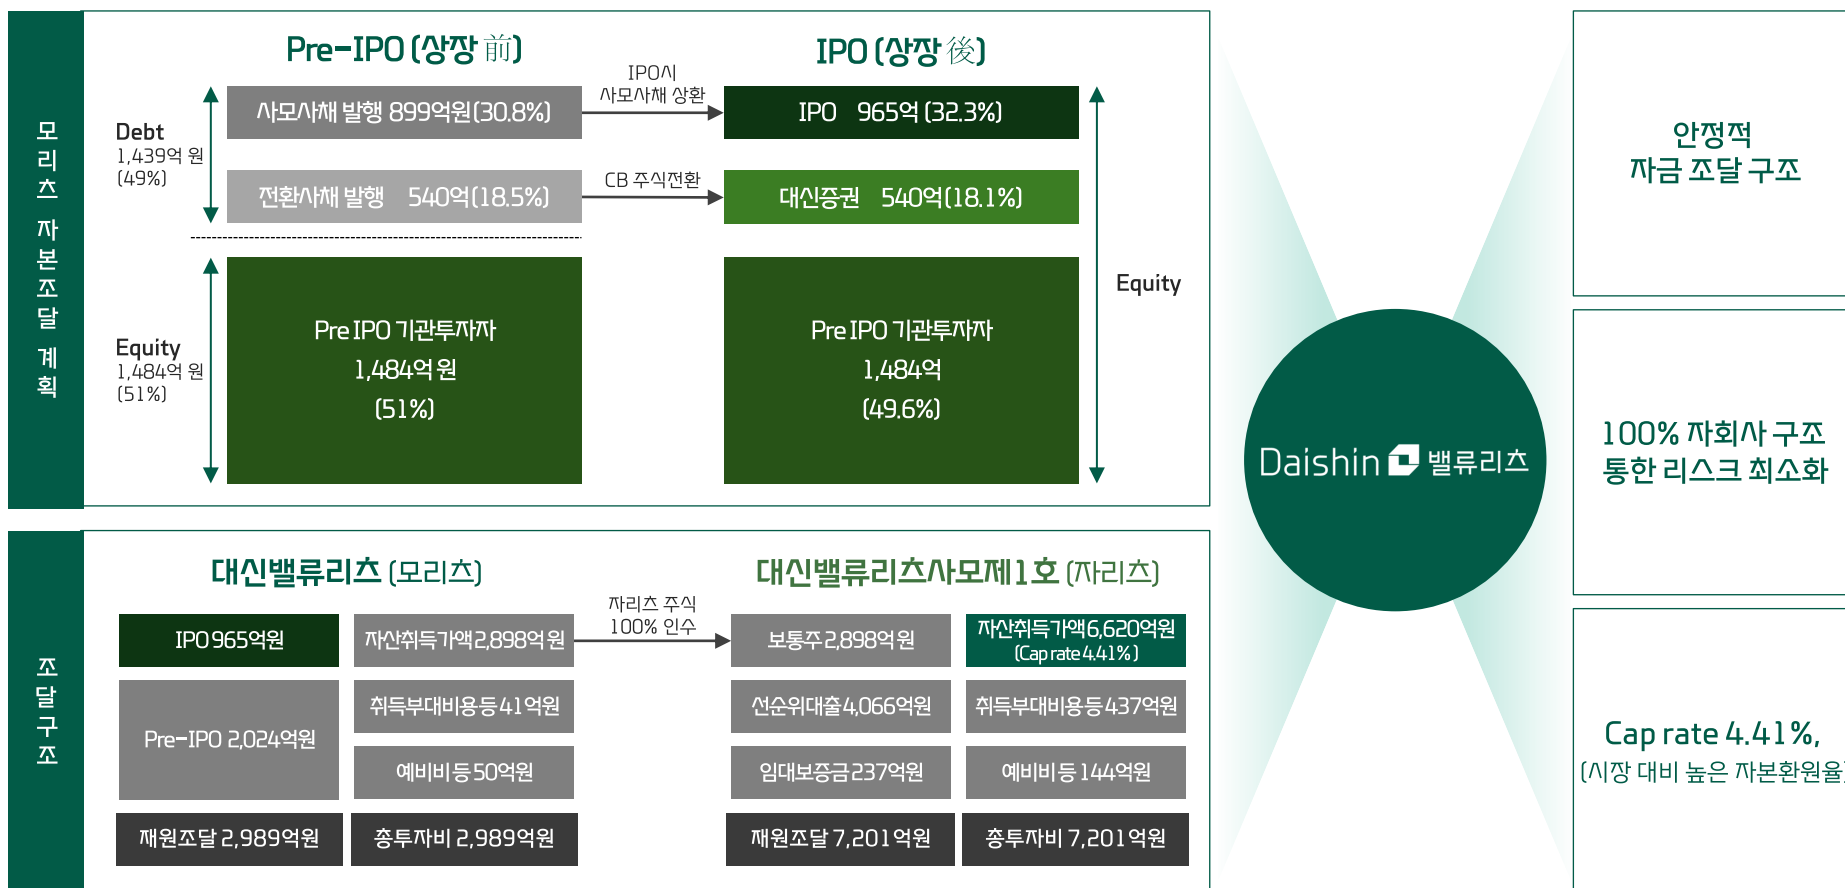 모리츠 자본조달 계획
Pre-IPO (상장 前)
IPO (상장 後)
IPO시
사모사채 상환
Debt
1,439억 원
(49%)
사모사채 발행 899억원(30.8%)
IPO 965억 (32.3%)
전환사채 발행 540억(18.5%)
CB 주식전환
대신증권 540억(18.1%)
Equity
1,484억 원
(51%)
Pre IPO 기관투자자
1,484억 원
(51%)
Pre IPO 기관투자자
1,484억
(49.6%)
Equity
조달구조
대신밸류리츠 (모리츠)
대신밸류리츠사모제1호 (자리츠)
IPO 965억원
자산취득가액 2,898억 원
자리츠 주식
100% 인수
보통주 2,898억 원
자산취득가액 6,620억원
(Cap rate 4.41% )
Pre-IPO 2,024억원
취득부대비용 등 41억원
선순위대출 4,066억원
취득부대비용 등 437억원
예비비 등 50억원
임대보증금 237억원
예비비 등 144억원
재원조달 2,989억원
총투자비 2,989억원
재원조달 7,201억원
총투자비 7,201억원
Daishin 밸류리츠
안정적
자금 조달 구조
100% 자회사 구조
통한 리스크 최소화
Cap rate 4.41%,
(시장 대비 높은 자본환원율)